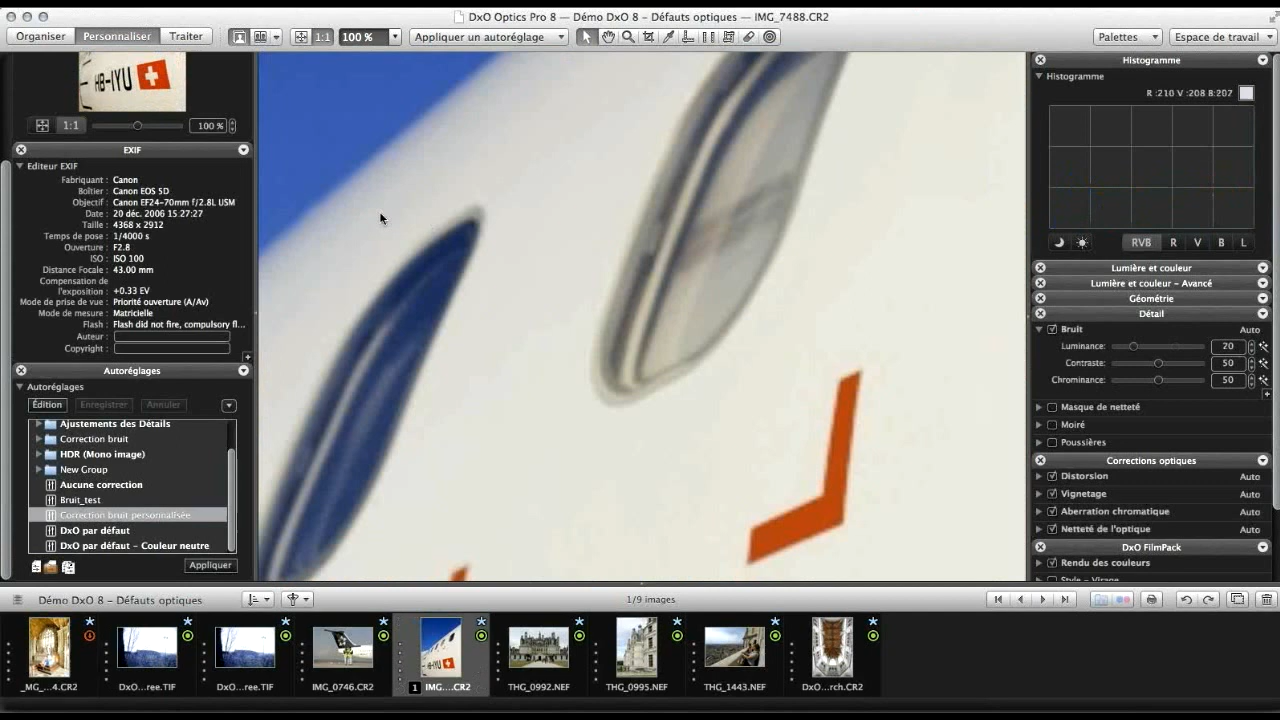 DxO Optics Pro 8 — Démo DxO 8 – Défauts optiques — IMG_7488.CR2
Organiser Personnaliser Traiter 1:1 100 % Appliquer un autoréglage Palettes Espace de travail
HB-IYU
1:1 100 %
EXIF
Editeur EXIF
Fabriquant : Canon
Boîtier : Canon EOS 5D
Objectif : Canon EF24-70mm f/2.8L USM
Date : 20 déc. 2006 15:27:27
Taille : 4368 x 2912
Temps de pose : 1/4000 s
Ouverture : F2.8
ISO : ISO 100
Distance Focale : 43.00 mm
Compensation de
l'exposition : +0.33 EV
Mode de prise de vue : Priorité ouverture (A/Av)
Mode de mesure : Matricielle
Flash : Flash did not fire, compulsory fl...
Auteur :
Copyright :
Autoréglages
Autoréglages
Édition Enregistrer Annuler
Ajustements des Détails
Correction bruit
HDR (Mono image)
New Group
Aucune correction
Bruit_test
Correction bruit personnalisée
DxO par défaut
DxO par défaut – Couleur neutre
Appliquer
Histogramme
Histogramme
R :210 V :208 B:207
RVB R V B L
Lumière et couleur
Lumière et couleur – Avancé
Géométrie
Détail
Bruit Auto
Luminance: 20
Contraste: 50
Chrominance: 50
Masque de netteté
Moiré
Poussières
Corrections optiques
Distorsion Auto
Vignetage Auto
Aberration chromatique Auto
Netteté de l'optique Auto
DxO FilmPack
Rendu des couleurs
Style – Virage
Démo DxO 8 – Défauts optiques 1/9 images
HB-IYU
_MG_...4.CR2 DxO...ree.TIF DxO...ree.TIF IMG_0746.CR2 1 IMG....CR2 THG_0992.NEF THG_0995.NEF THG_1443.NEF DxO...rch.CR2